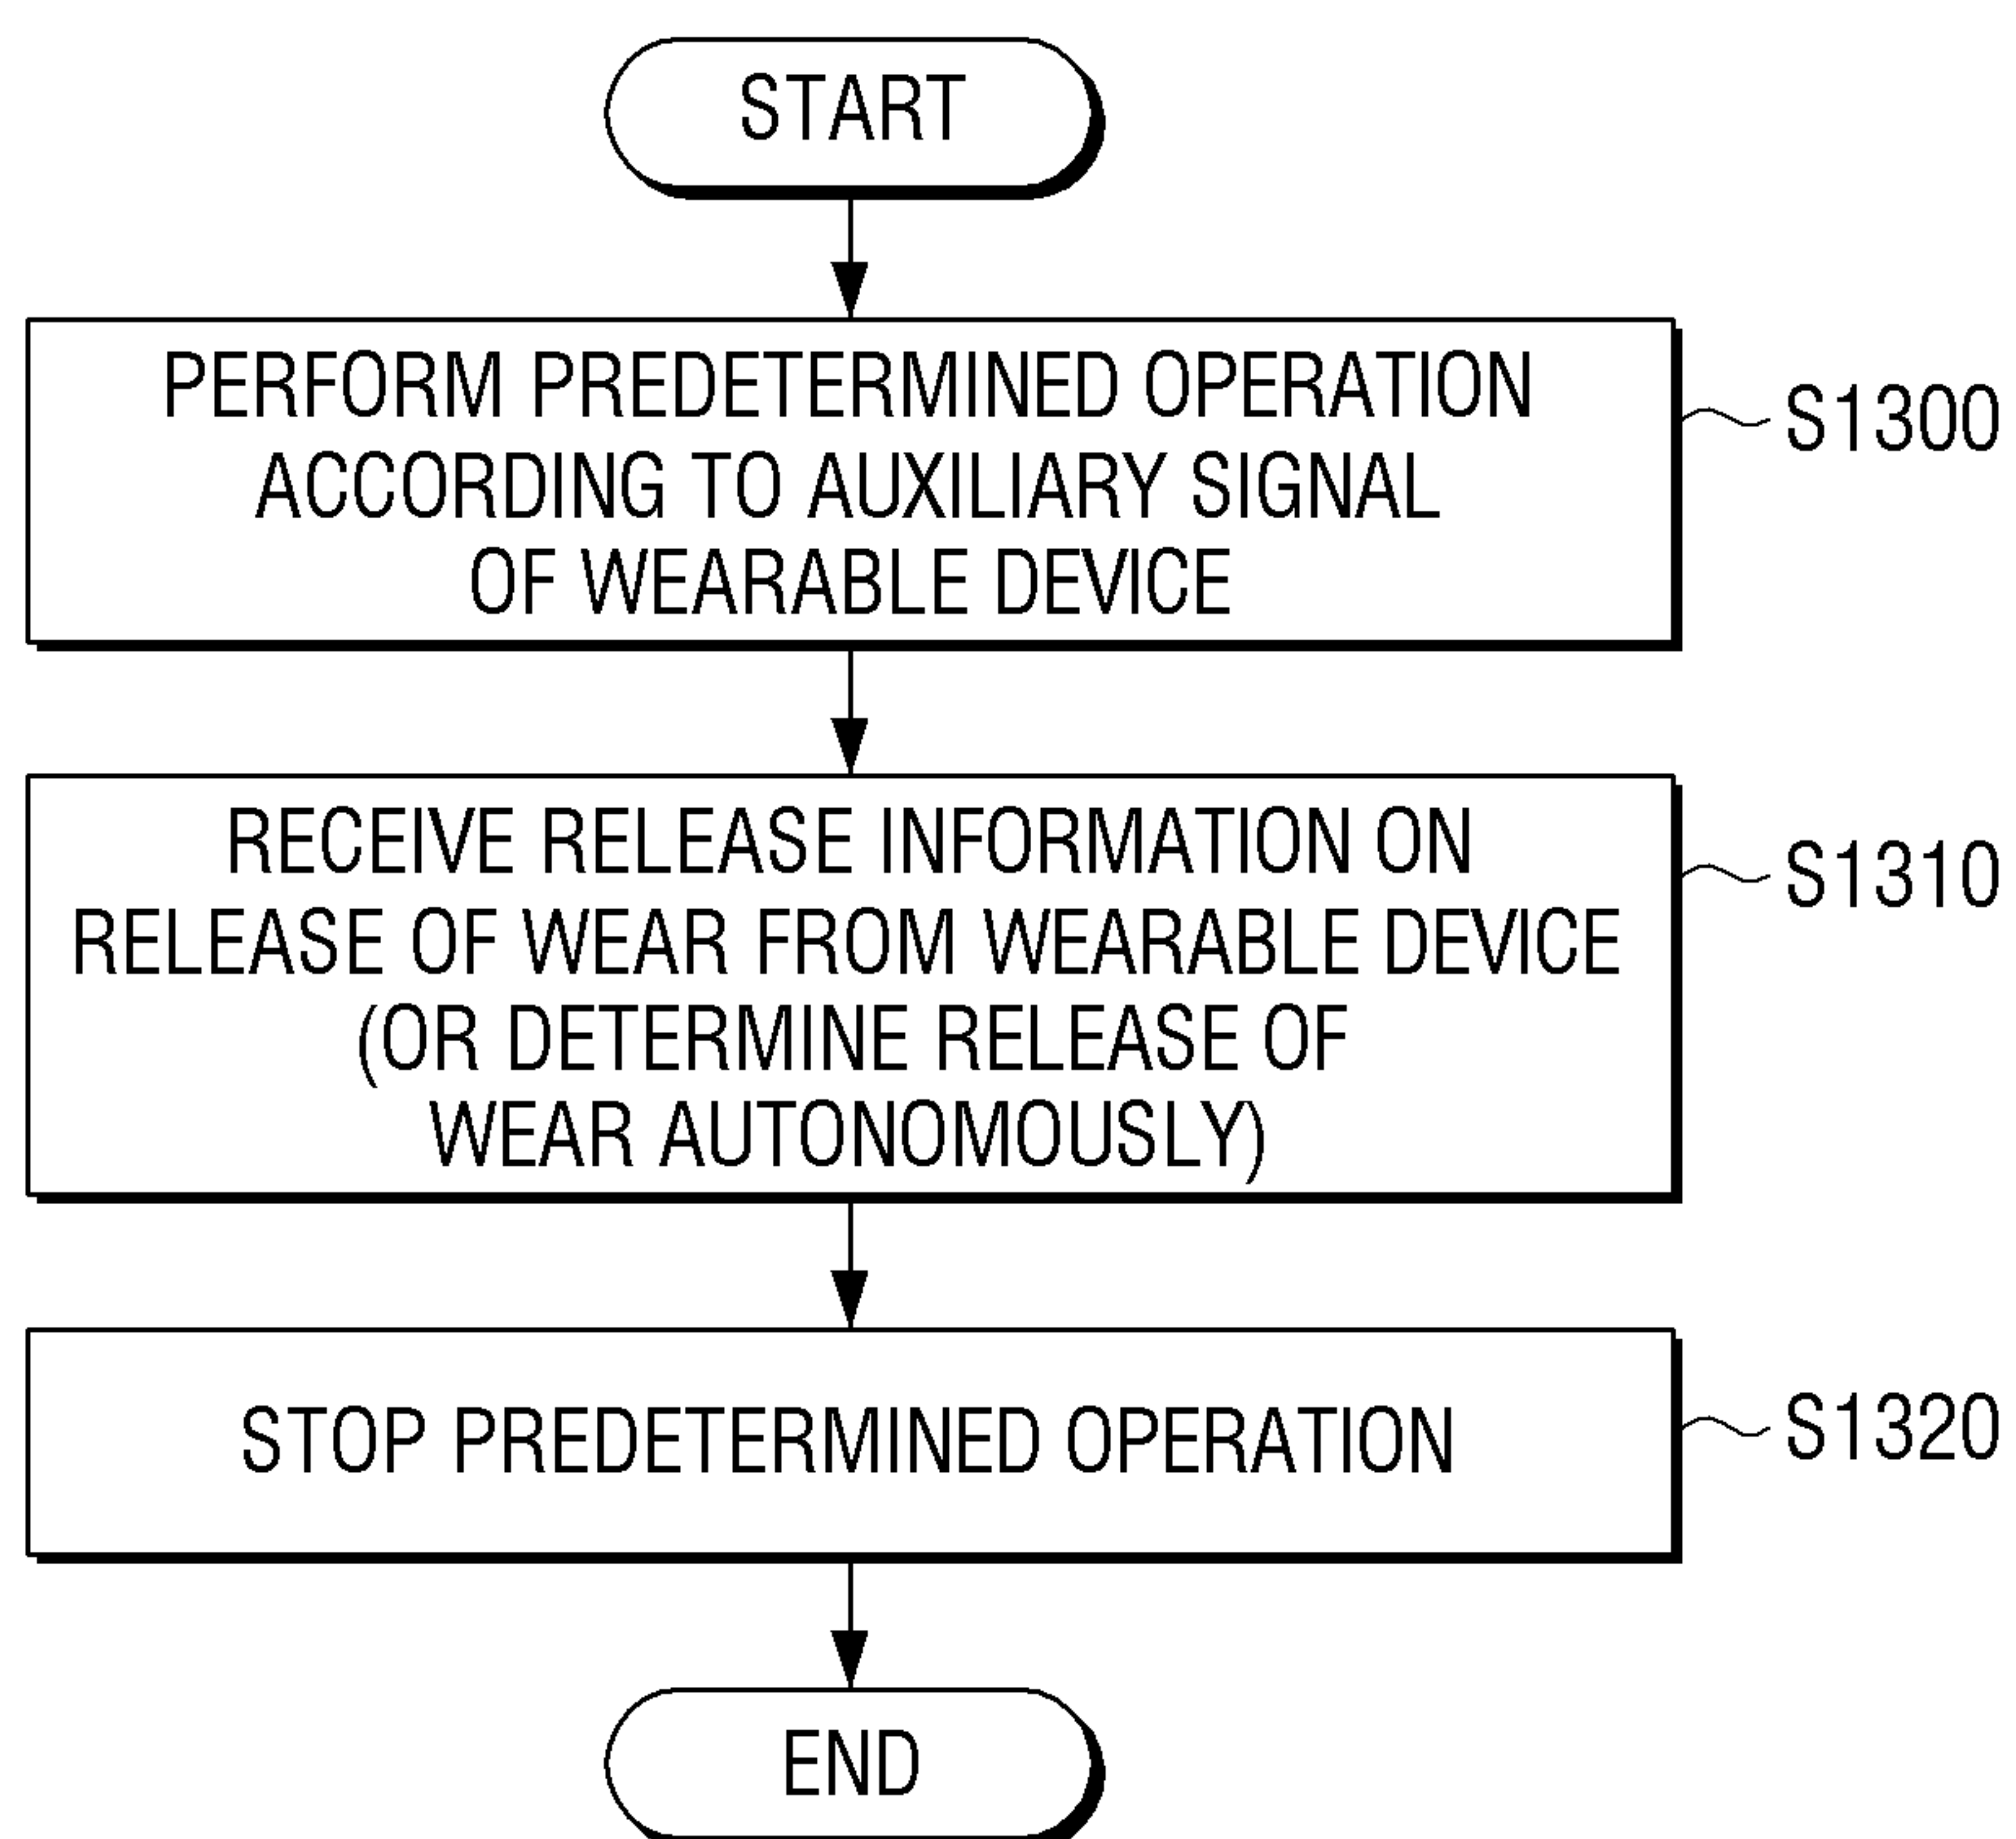 START
PERFORM PREDETERMINED OPERATION
ACCORDING TO AUXILIARY SIGNAL
OF WEARABLE DEVICE
S1300
RECEIVE RELEASE INFORMATION ON
RELEASE OF WEAR FROM WEARABLE DEVICE
(OR DETERMINE RELEASE OF
WEAR AUTONOMOUSLY)
S1310
STOP PREDETERMINED OPERATION
S1320
END